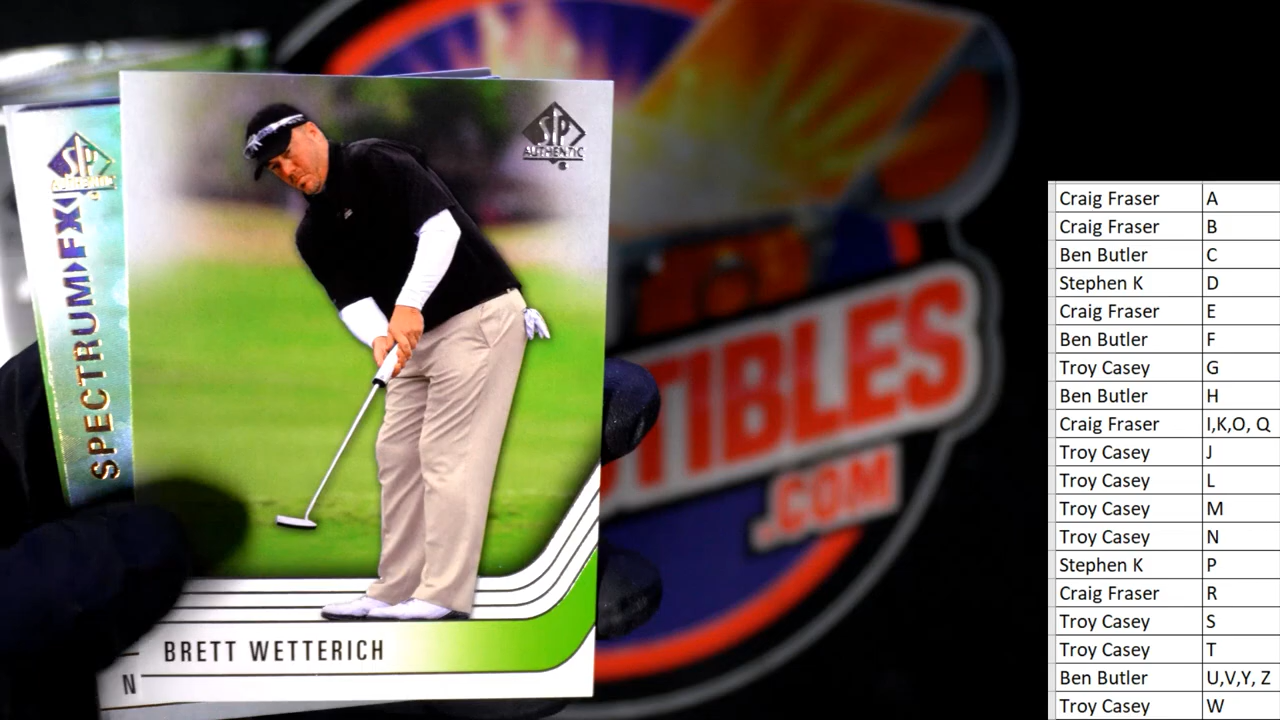 SP
AUTHENTIC
SP
SPECTRUM FX
BRETT WETTERICH
N
TIBLES
.COM
Craig Fraser A
Craig Fraser B
Ben Butler C
Stephen K D
Craig Fraser E
Ben Butler F
Troy Casey G
Ben Butler H
Craig Fraser I,K,O, Q
Troy Casey J
Troy Casey L
Troy Casey M
Troy Casey N
Stephen K P
Craig Fraser R
Troy Casey S
Troy Casey T
Ben Butler U,V,Y, Z
Troy Casey W